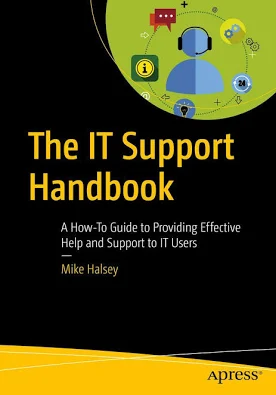 24
The IT Support
Handbook
A How-To Guide to Providing Effective
Help and Support to IT Users
—
Mike Halsey
Apress®